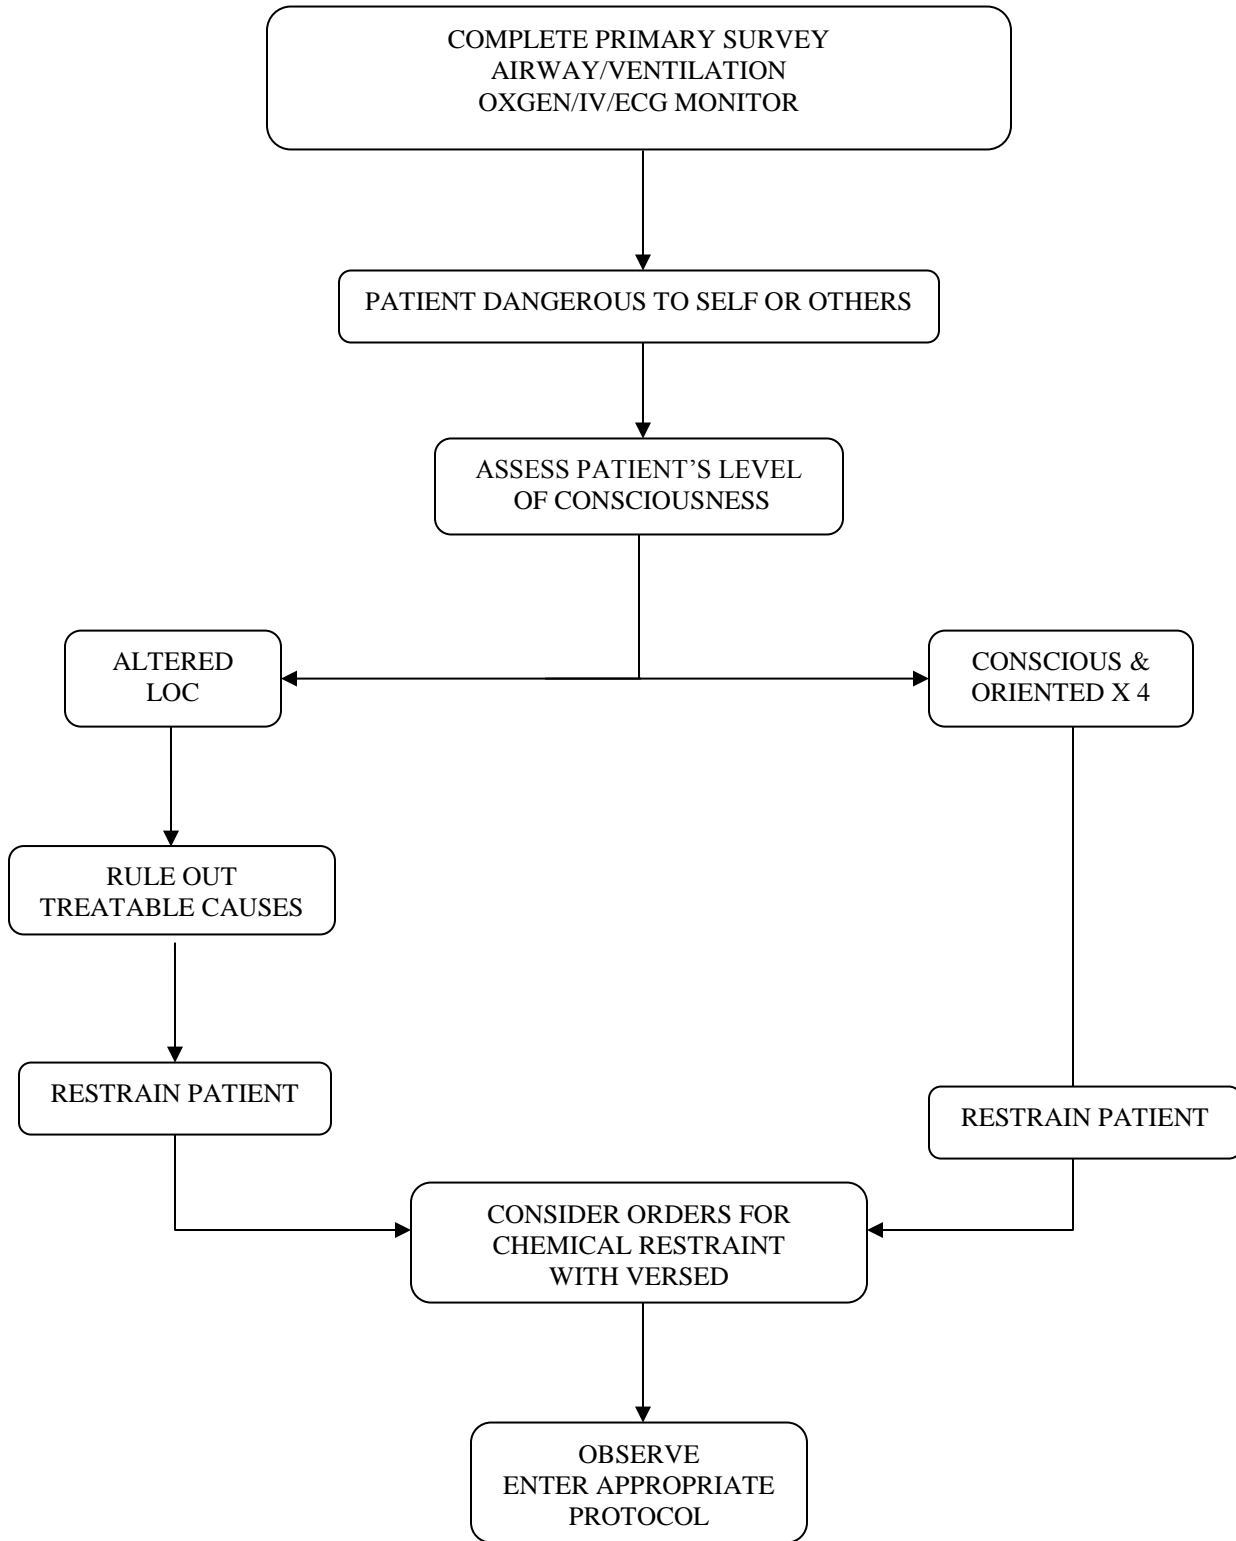 COMPLETE PRIMARY SURVEY
AIRWAY/VENTILATION
OXGEN/IV/ECG MONITOR
PATIENT DANGEROUS TO SELF OR OTHERS
ASSESS PATIENT’S LEVEL
OF CONSCIOUSNESS
ALTERED
LOC
CONSCIOUS &
ORIENTED X 4
RULE OUT
TREATABLE CAUSES
RESTRAIN PATIENT
RESTRAIN PATIENT
CONSIDER ORDERS FOR
CHEMICAL RESTRAINT
WITH VERSED
OBSERVE
ENTER APPROPRIATE
PROTOCOL